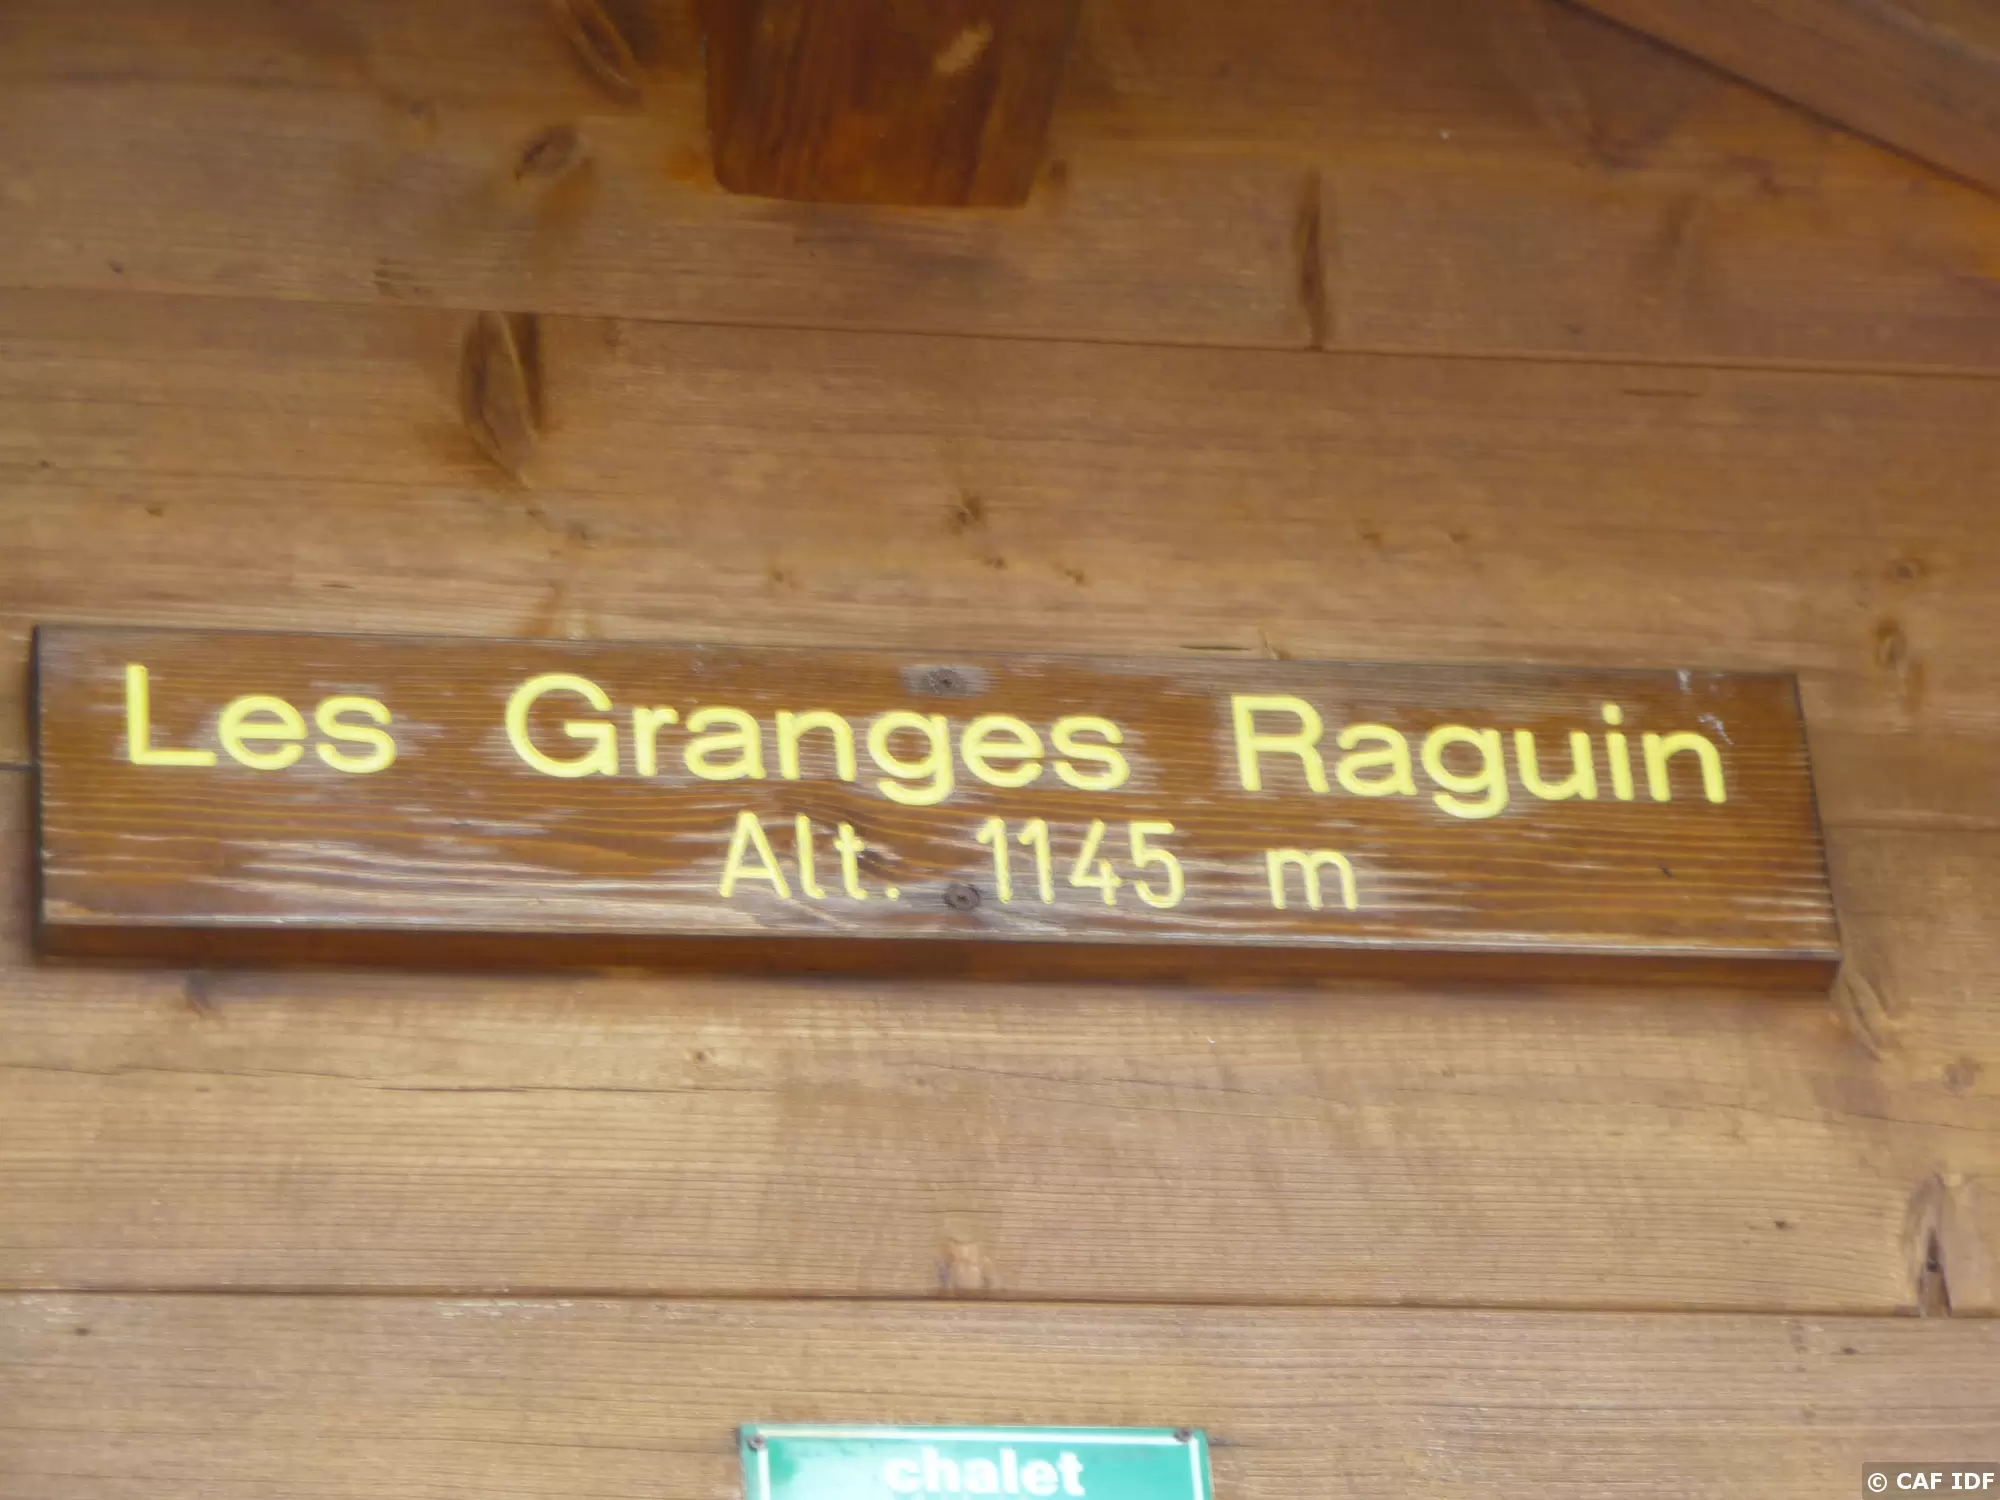 Les Granges Raguin
Alt. 1145 m
chalet
© CAF IDF